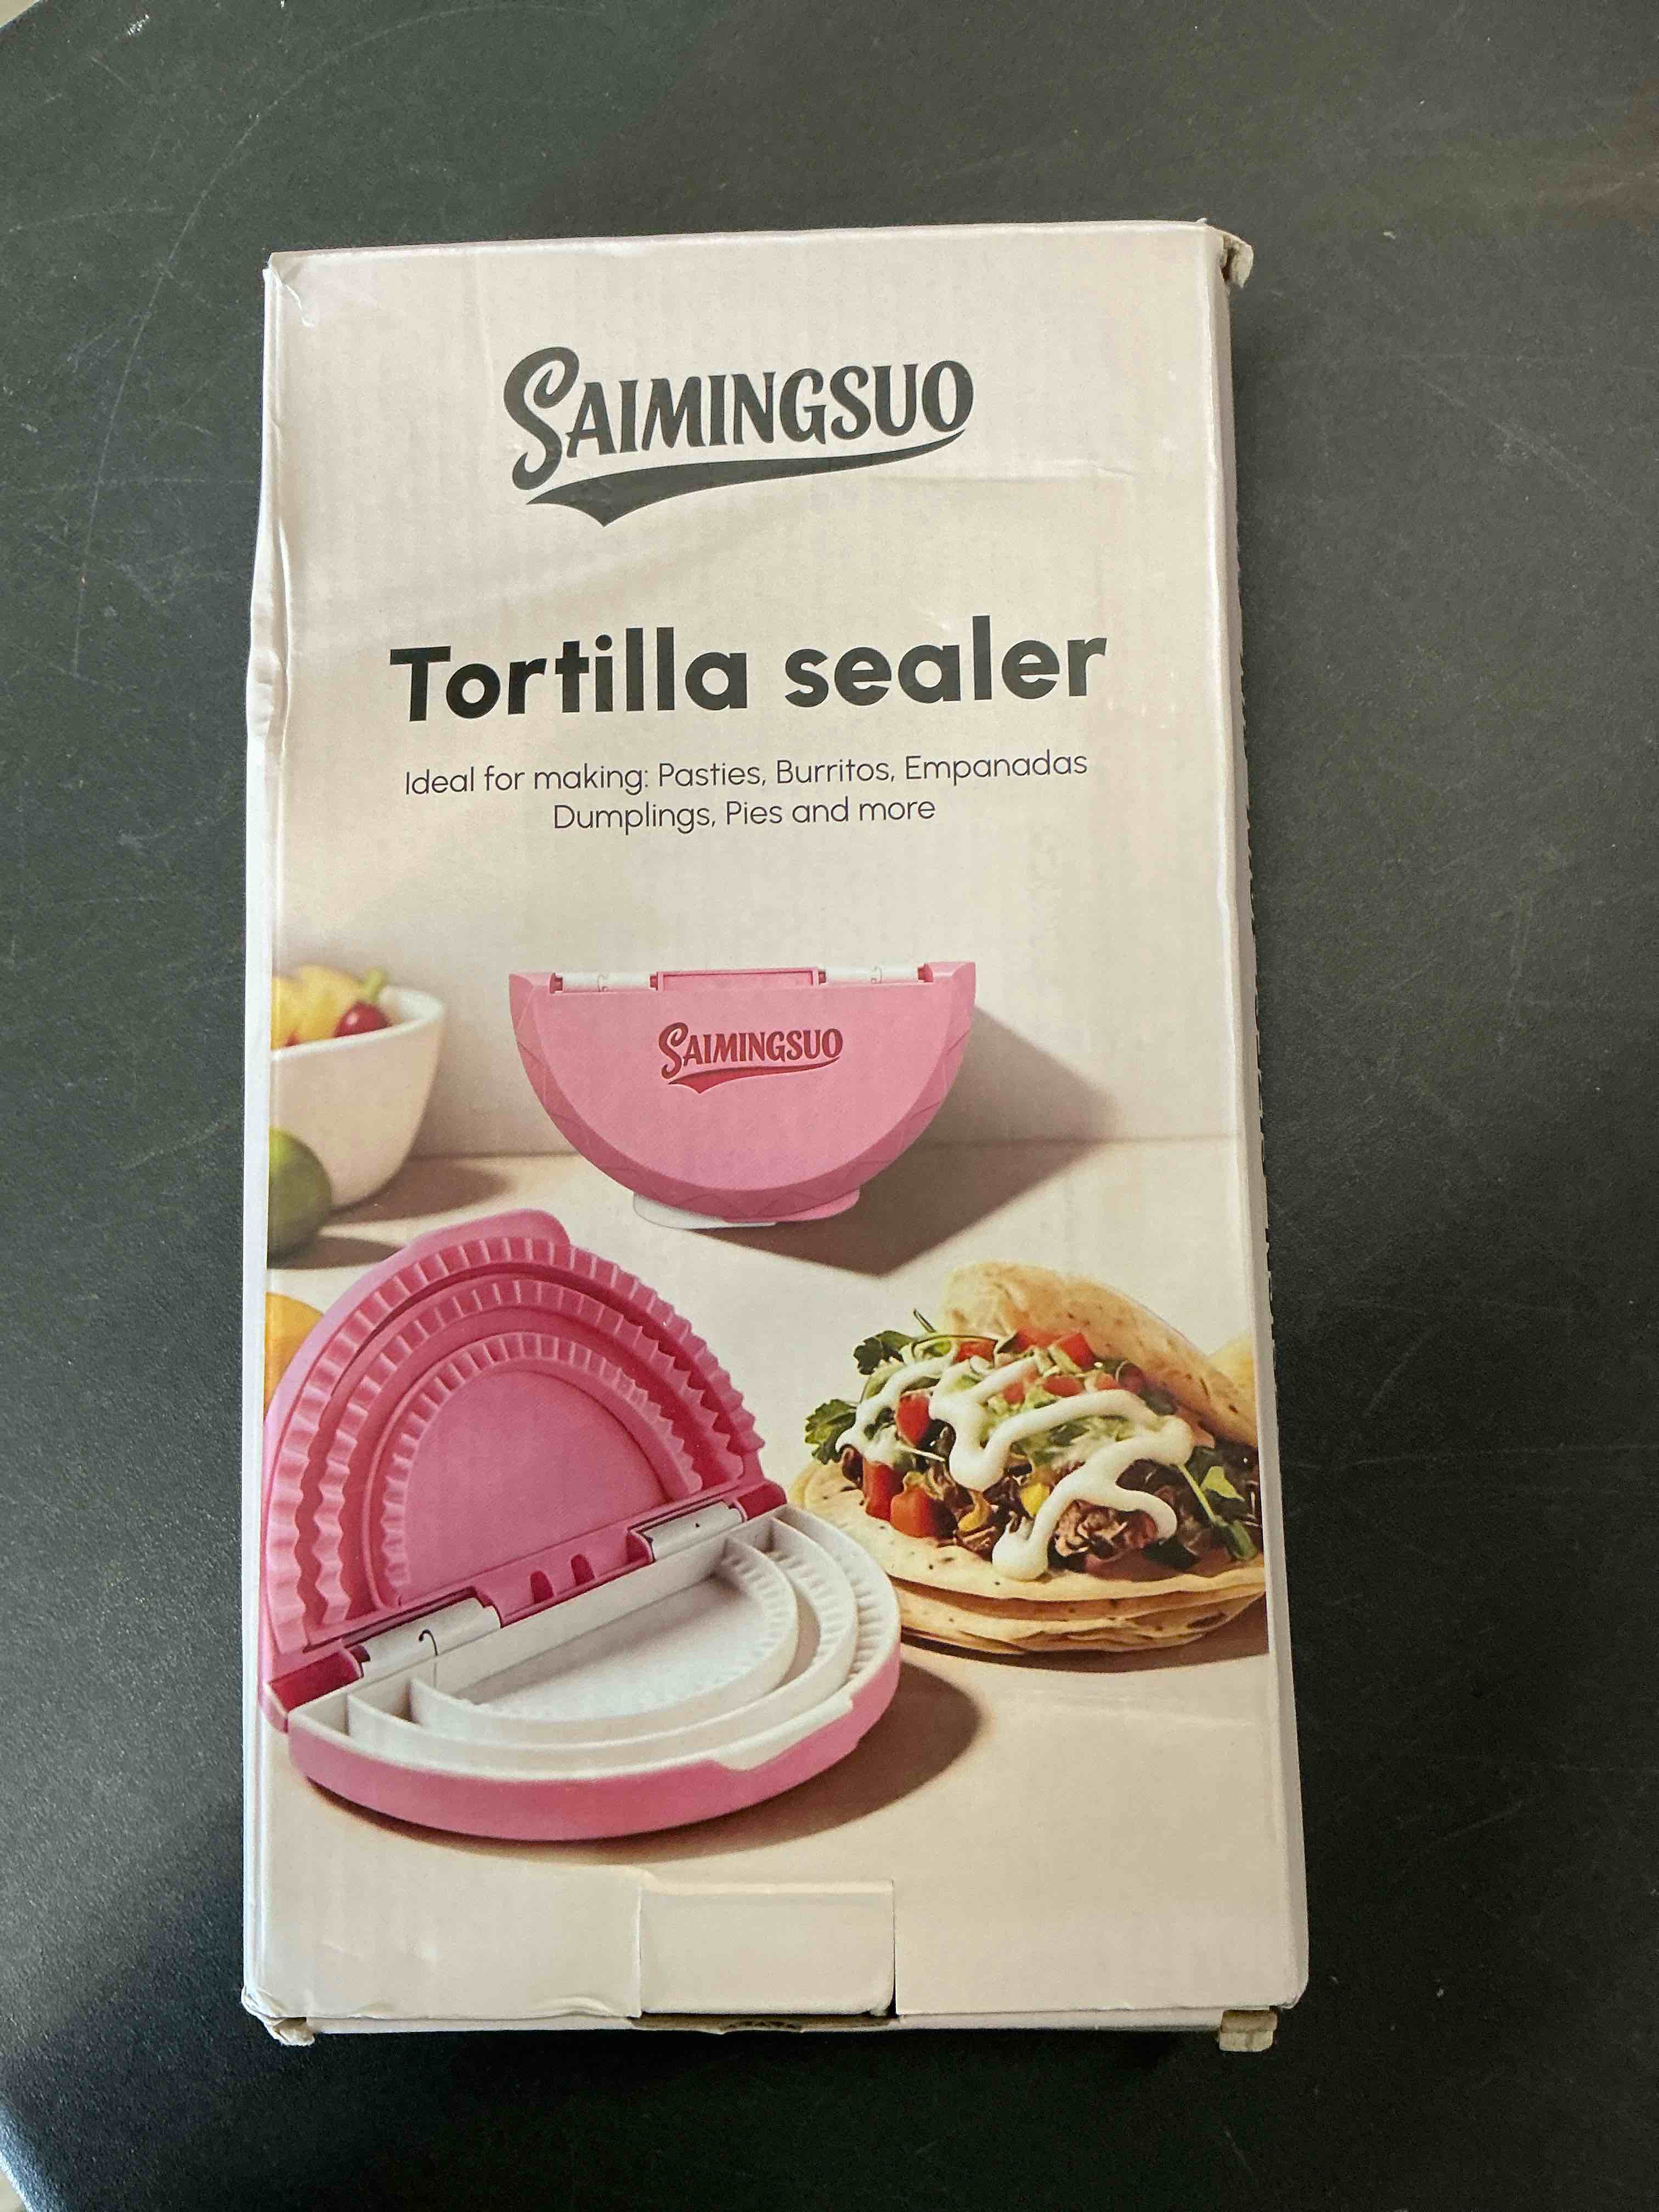 SAIMINGSUO
Tortilla sealer
Ideal for making: Pasties, Burritos, Empanadas
Dumplings, Pies and more
SAIMINGSUO